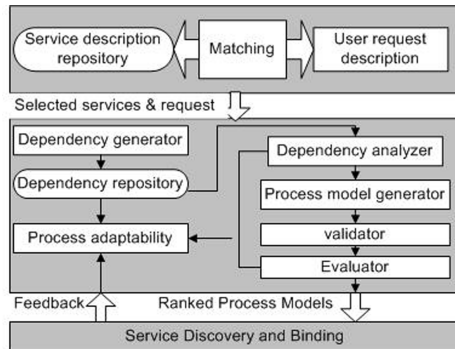 Service description
repository
Matching
User request
description
Selected services & request
Dependency generator
Dependency repository
Process adaptability
Dependency analyzer
Process model generator
validator
Evaluator
Feedback
Ranked Process Models
Service Discovery and Binding